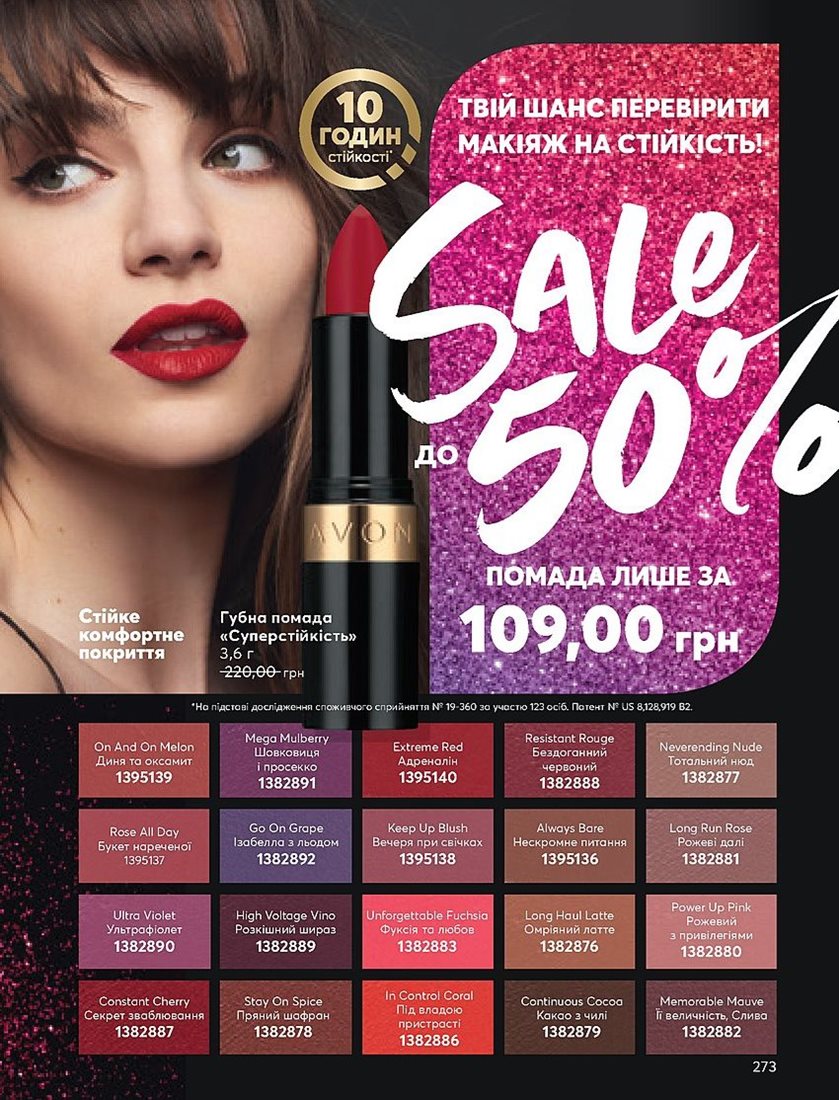 10
ГОДИН
СТІЙКОСТІ*
ТВІЙ ШАНС ПЕРЕВІРИТИ
МАКІЯЖ НА СТІЙКІСТЬ!
SALE
ДО 50%
ПОМАДА ЛИШЕ ЗА
109,00 грн
AVON
Стійке
комфортне
покриття
Губна помада
«Суперстійкість»
3,6 г
220,00 грн
*На підставі дослідження споживчого сприйняття № 19-360 за участю 123 осіб. Патент № US 8,128,919 B2.
On And On Melon
Диня та оксамит
1395139
Mega Mulberry
Шовковиця
і просекко
1382891
Extreme Red
Адреналін
1395140
Resistant Rouge
Бездоганний
червоний
1382888
Neverending Nude
Тотальний нюд
1382877
Rose All Day
Букет нареченої
1395137
Go On Grape
Ізабелла з льодом
1382892
Keep Up Blush
Вечеря при свічках
1395138
Always Bare
Нескромне питання
1395136
Long Run Rose
Рожеві далі
1382881
Ultra Violet
Ультрафіолет
1382890
High Voltage Vino
Розкішний шираз
1382889
Unforgettable Fuchsia
Фуксія та любов
1382883
Long Haul Latte
Омріяний латте
1382876
Power Up Pink
Рожевий
з привілегіями
1382880
Constant Cherry
Секрет зваблювання
1382887
Stay On Spice
Пряний шафран
1382878
In Control Coral
Під владою
пристрасті
1382886
Continuous Cocoa
Какао з чилі
1382879
Memorable Mauve
Її величність, Слива
1382882
273